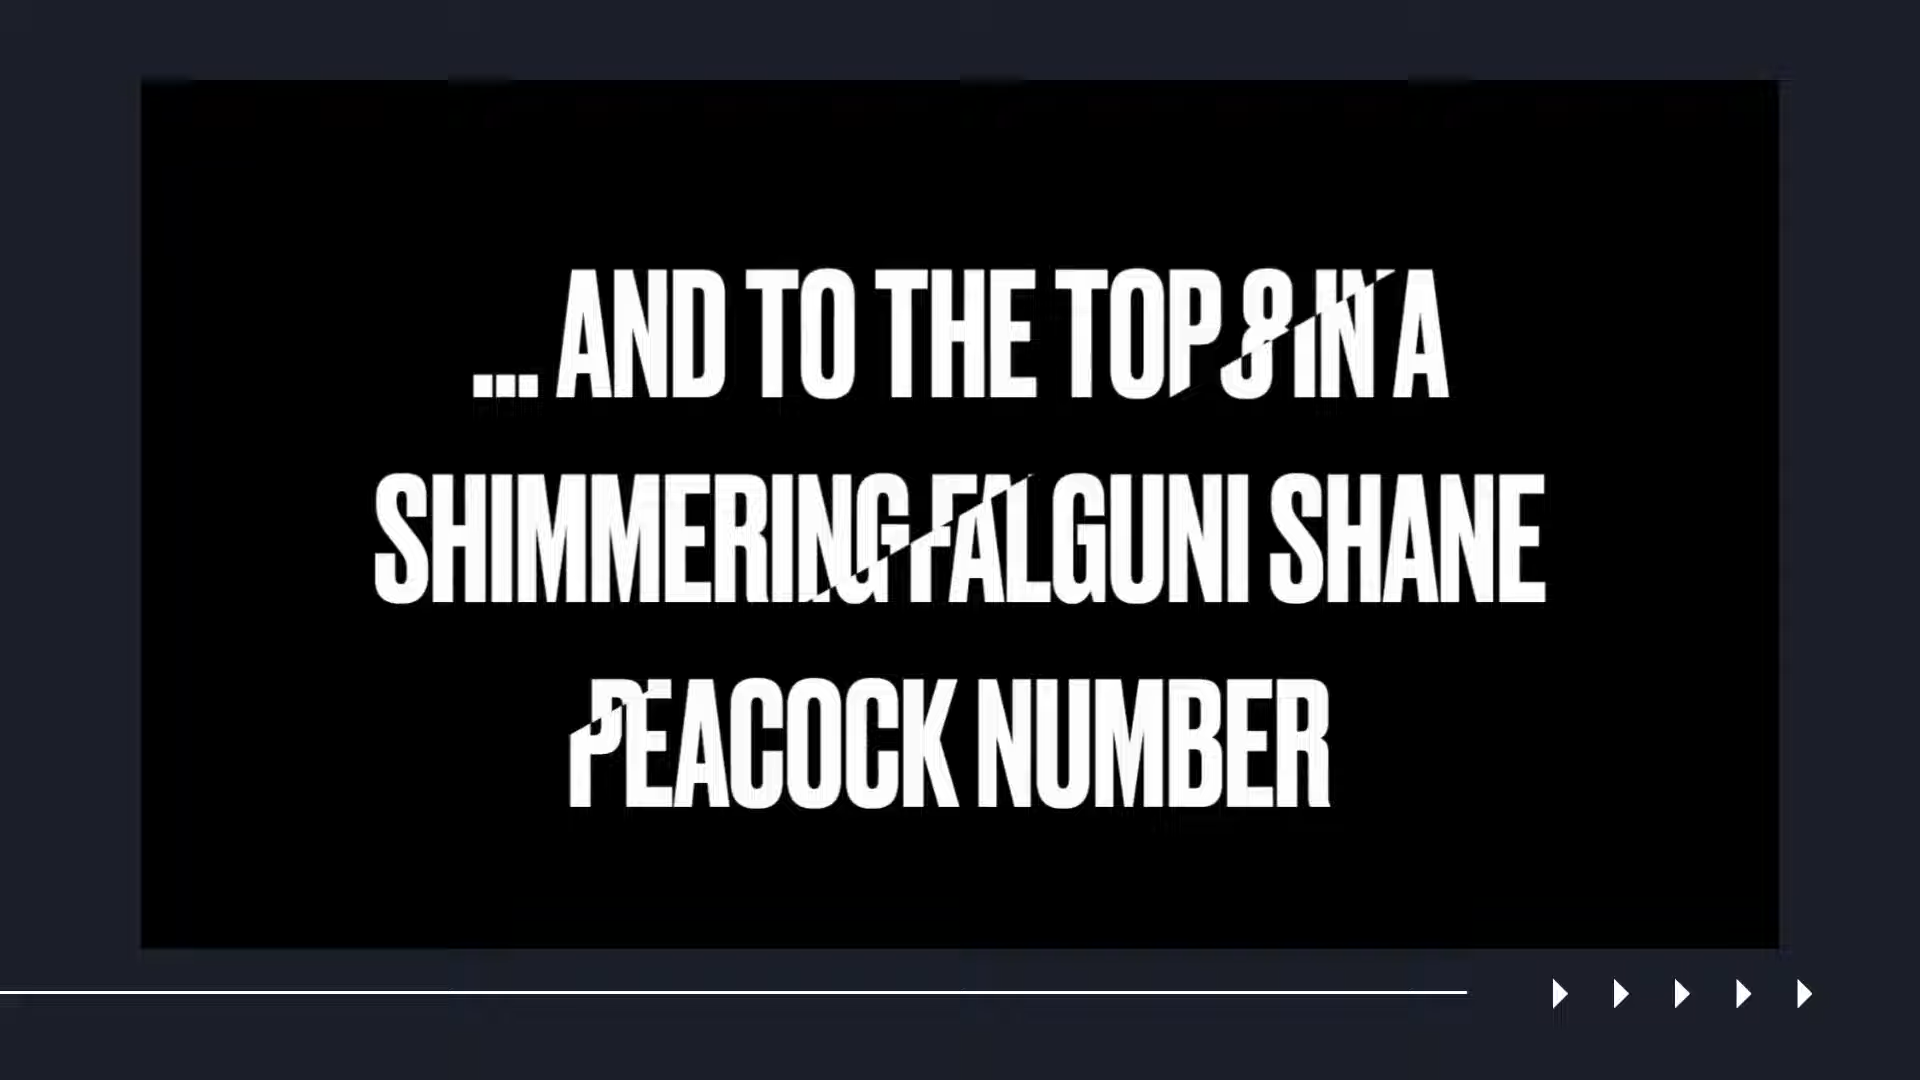 ... AND TO THE TOP 8 IN A
SHIMMERING FALGUNI SHANE
PEACOCK NUMBER